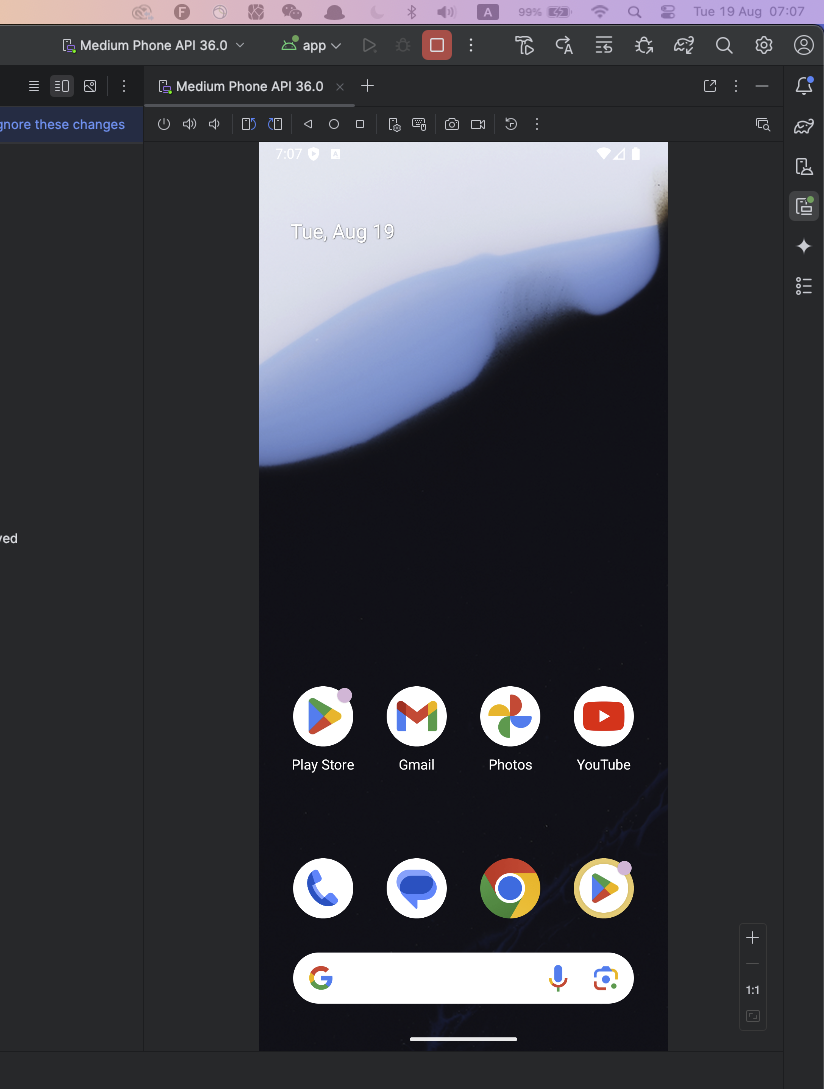 F
A
99%
Tue 19 Aug 07:07
Medium Phone API 36.0
app
Medium Phone API 36.0
gnore these changes
7:07
Tue, Aug 19
ved
Play Store
Gmail
Photos
YouTube
G
1:1